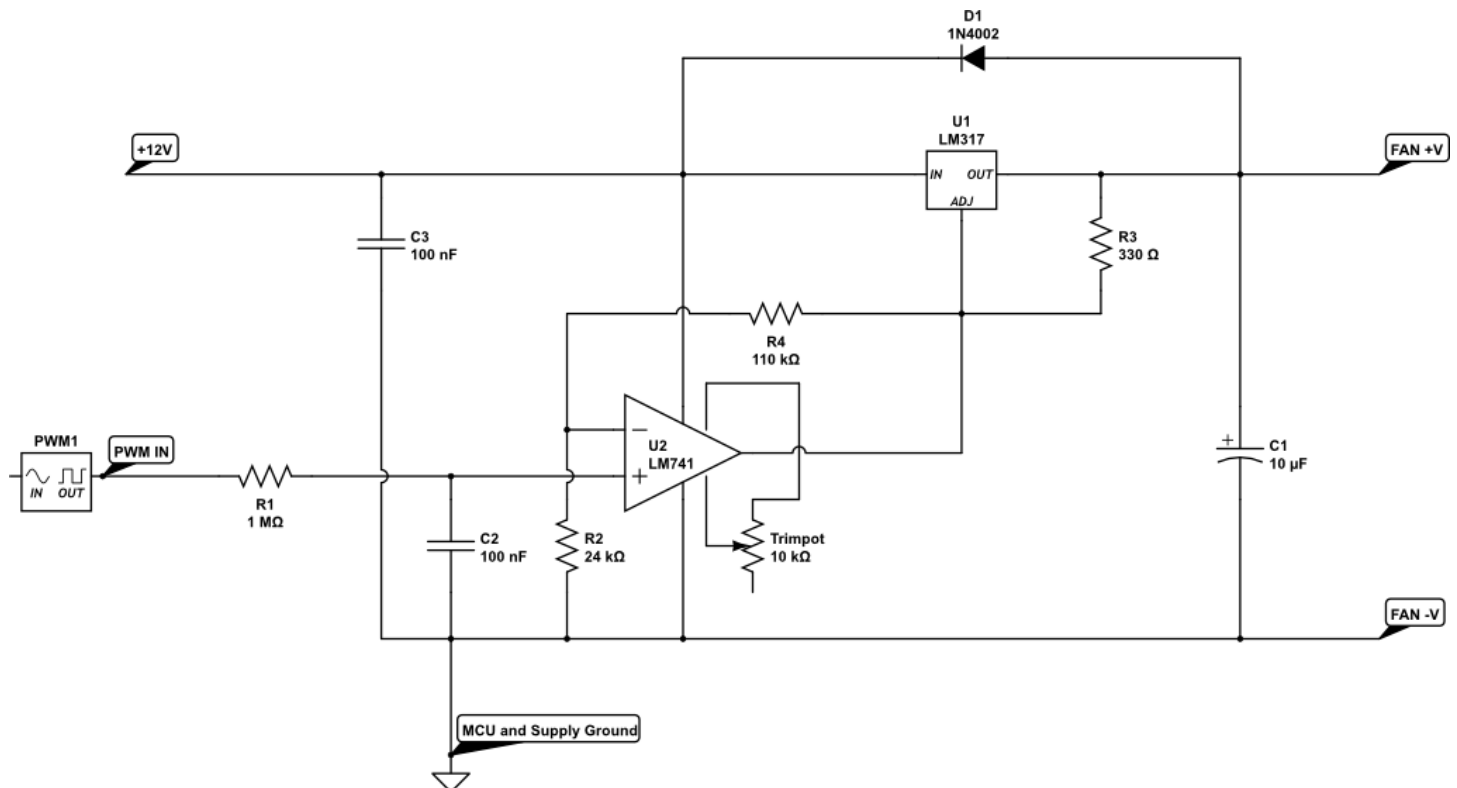 D1
1N4002
U1
LM317
+12V
FAN +V
IN OUT
ADJ
C3
100 nF
R3
330 Ω
R4
110 kΩ
PWM1
PWM IN
−
U2
LM741
+
+
C1
10 µF
IN OUT
R1
1 MΩ
C2
100 nF
R2
24 kΩ
Trimpot
10 kΩ
FAN -V
MCU and Supply Ground